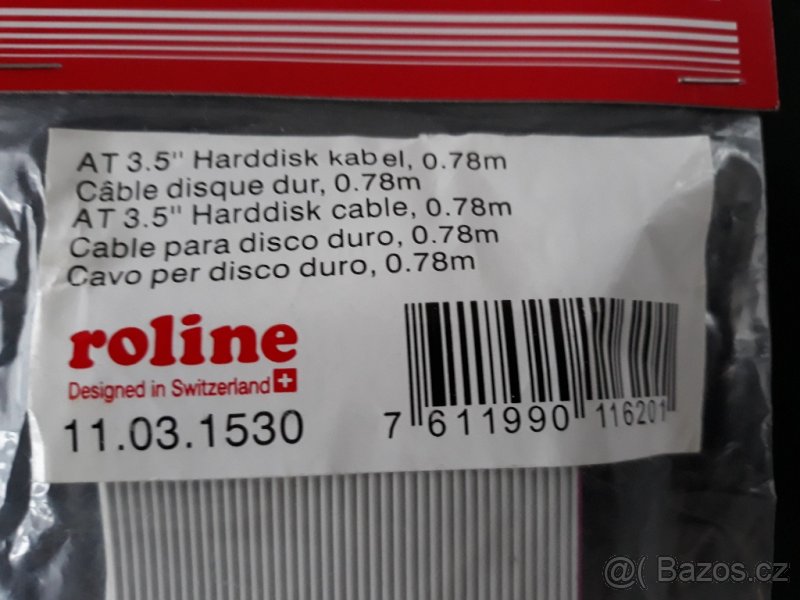 AT 3.5" Harddisk kabel, 0.78m
Câble disque dur, 0.78m
AT 3.5" Harddisk cable, 0.78m
Cable para disco duro, 0.78m
Cavo per disco duro, 0.78m
roline
Designed in Switzerland
11.03.1530
7 611990 116201
@( Bazos.cz